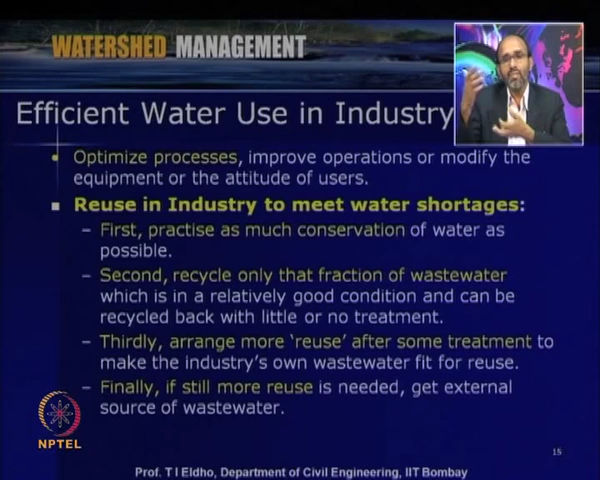 WATERSHED MANAGEMENT
Efficient Water Use in Industry
• Optimize processes, improve operations or modify the
equipment or the attitude of users.
▪ Reuse in Industry to meet water shortages:
– First, practise as much conservation of water as
possible.
– Second, recycle only that fraction of wastewater
which is in a relatively good condition and can be
recycled back with little or no treatment.
– Thirdly, arrange more ‘reuse’ after some treatment to
make the industry’s own wastewater fit for reuse.
– Finally, if still more reuse is needed, get external
source of wastewater.
NPTEL
15
Prof. T I Eldho, Department of Civil Engineering, IIT Bombay